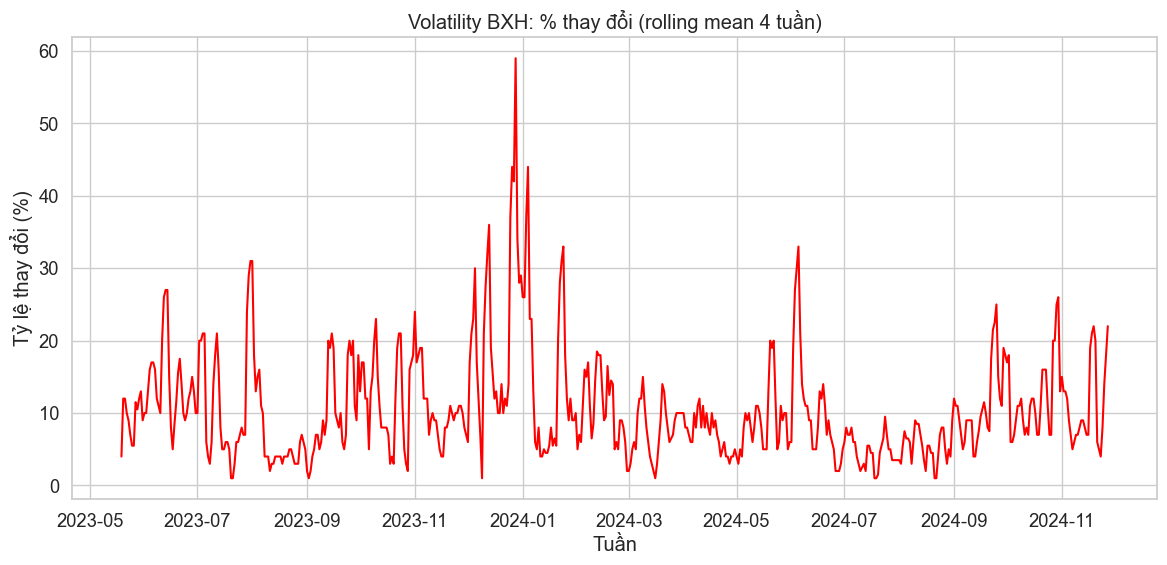 Volatility BXH: % thay đổi (rolling mean 4 tuần)
Tỷ lệ thay đổi (%)
60
50
40
30
20
10
0
2023-05 2023-07 2023-09 2023-11 2024-01 2024-03 2024-05 2024-07 2024-09 2024-11
Tuần